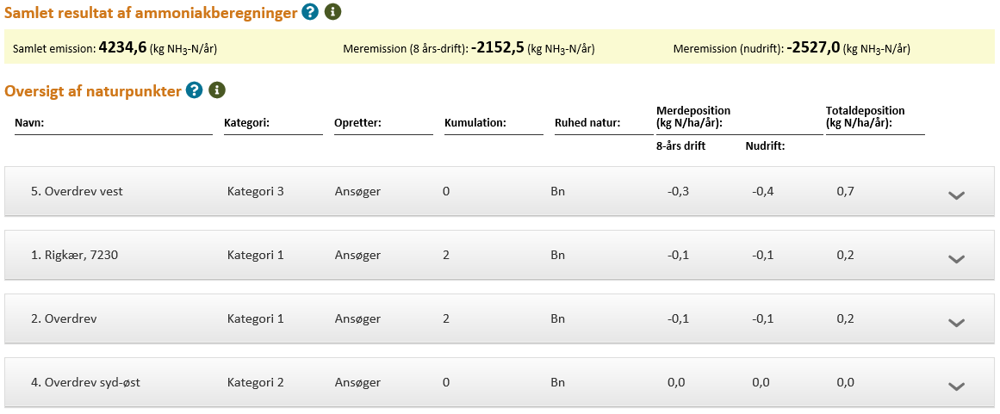 Samlet resultat af ammoniakberegninger ? i
Samlet emission: 4234,6 (kg NH3-N/år) Meremission (8 års-drift): -2152,5 (kg NH3-N/år) Meremission (nudrift): -2527,0 (kg NH3-N/år)
Oversigt af naturpunkter ? i
Navn: Kategori: Opretter: Kumulation: Ruhed natur: Merdeposition (kg N/ha/år): Totaldeposition (kg N/ha/år):
8-års drift Nudrift:
5. Overdrev vest Kategori 3 Ansøger 0 Bn -0,3 -0,4 0,7
1. Rigkær, 7230 Kategori 1 Ansøger 2 Bn -0,1 -0,1 0,2
2. Overdrev Kategori 1 Ansøger 2 Bn -0,1 -0,1 0,2
4. Overdrev syd-øst Kategori 2 Ansøger 0 Bn 0,0 0,0 0,0